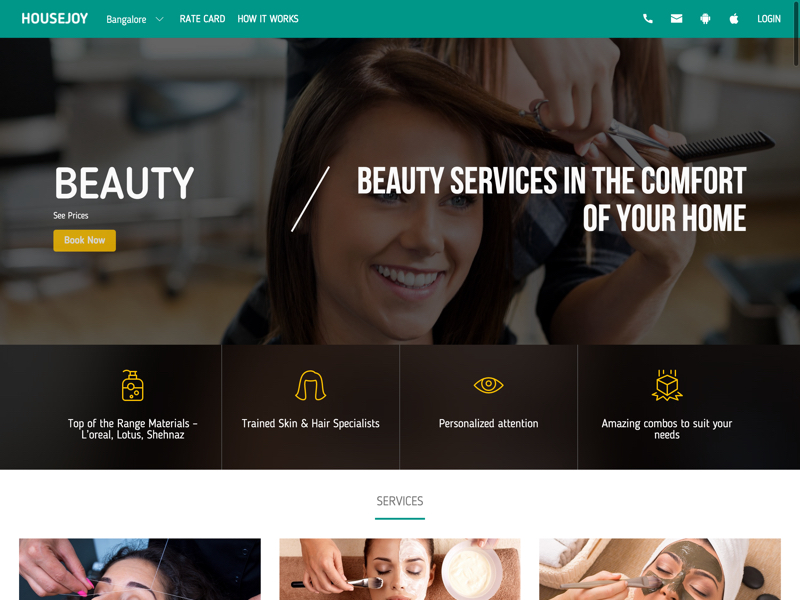 HOUSEJOY
Bangalore
RATE CARD
HOW IT WORKS
LOGIN
BEAUTY
See Prices
Book Now
BEAUTY SERVICES IN THE COMFORT
OF YOUR HOME
Top of the Range Materials –
L'oreal, Lotus, Shehnaz
Trained Skin & Hair Specialists
Personalized attention
Amazing combos to suit your
needs
SERVICES